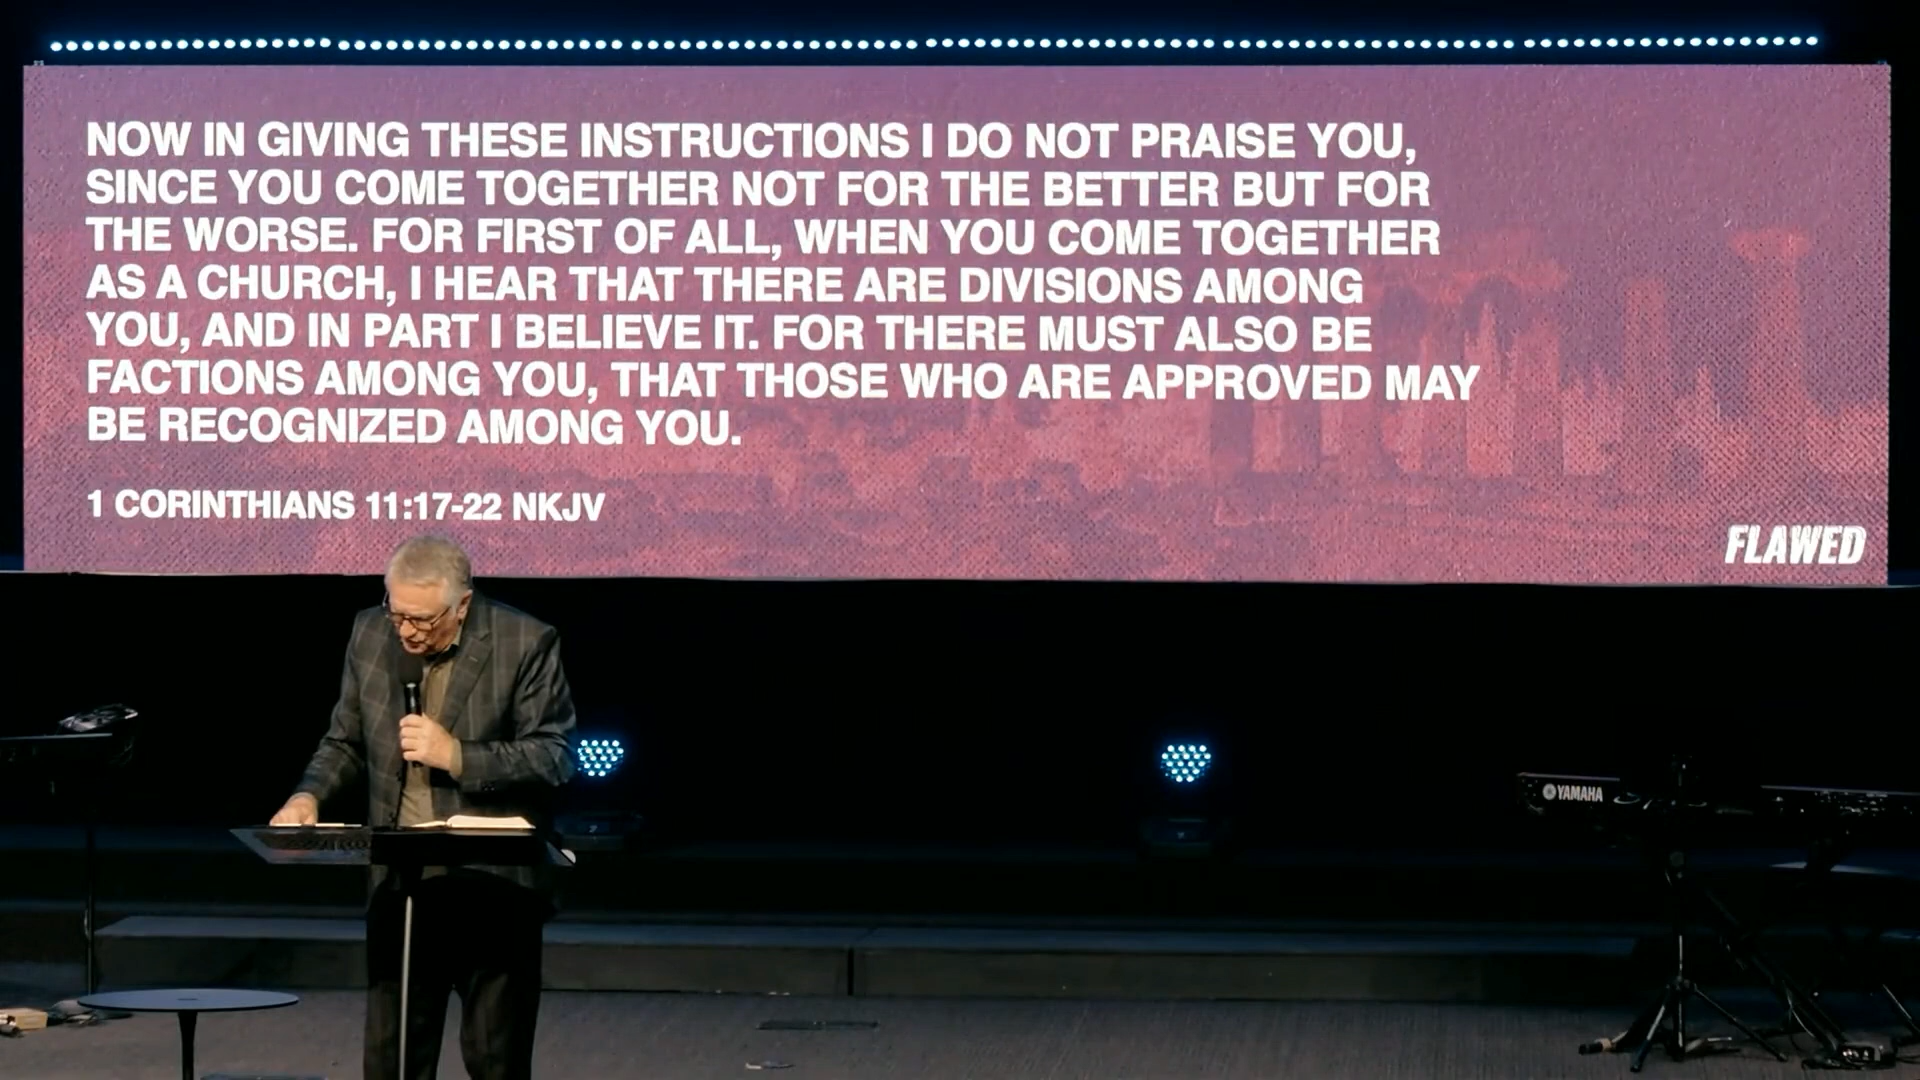 NOW IN GIVING THESE INSTRUCTIONS I DO NOT PRAISE YOU,
SINCE YOU COME TOGETHER NOT FOR THE BETTER BUT FOR
THE WORSE. FOR FIRST OF ALL, WHEN YOU COME TOGETHER
AS A CHURCH, I HEAR THAT THERE ARE DIVISIONS AMONG
YOU, AND IN PART I BELIEVE IT. FOR THERE MUST ALSO BE
FACTIONS AMONG YOU, THAT THOSE WHO ARE APPROVED MAY
BE RECOGNIZED AMONG YOU.
1 CORINTHIANS 11:17-22 NKJV
FLAWED
YAMAHA